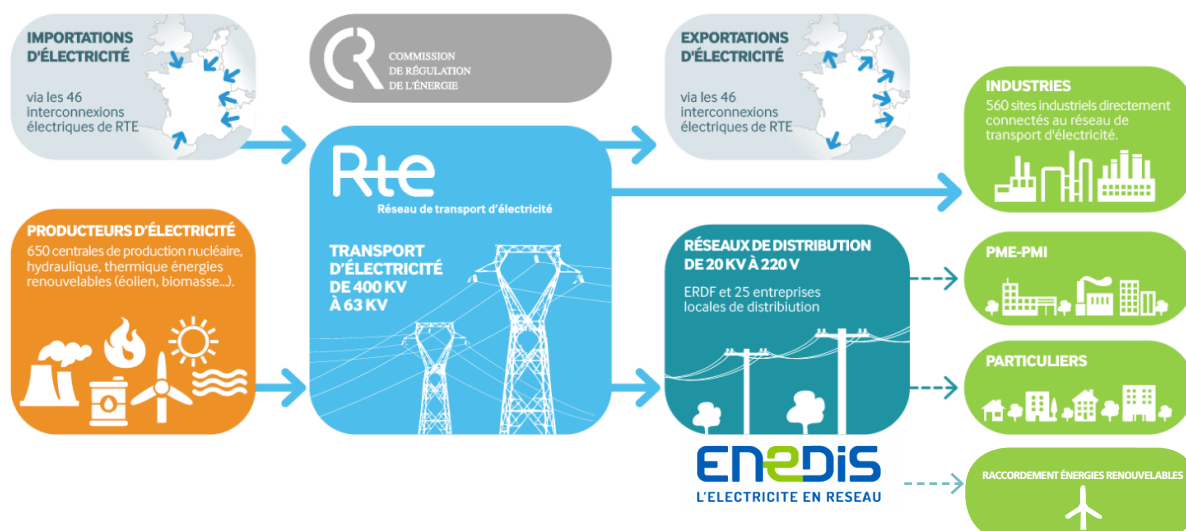 IMPORTATIONS
D'ÉLECTRICITÉ
via les 46
interconnexions
électriques de RTE
CR
COMMISSION
DE RÉGULATION
DE L'ÉNERGIE
EXPORTATIONS
D'ÉLECTRICITÉ
via les 46
interconnexions
électriques de RTE
INDUSTRIES
560 sites industriels directement
connectés au réseau de
transport d'électricité.
PRODUCTEURS D'ÉLECTRICITÉ
650 centrales de production nucléaire,
hydraulique, thermique énergies
renouvelables (éolien, biomasse...).
Rte
Réseau de transport d'électricité
TRANSPORT
D'ÉLECTRICITÉ
DE 400 KV
À 63 KV
RÉSEAUX DE DISTRIBUTION
DE 20 KV À 220 V
ERDF et 25 entreprises
locales de distribiution
PME-PMI
PARTICULIERS
ENEDIS
L'ELECTRICITE EN RESEAU
RACCORDEMENT ÉNERGIES RENOUVELABLES